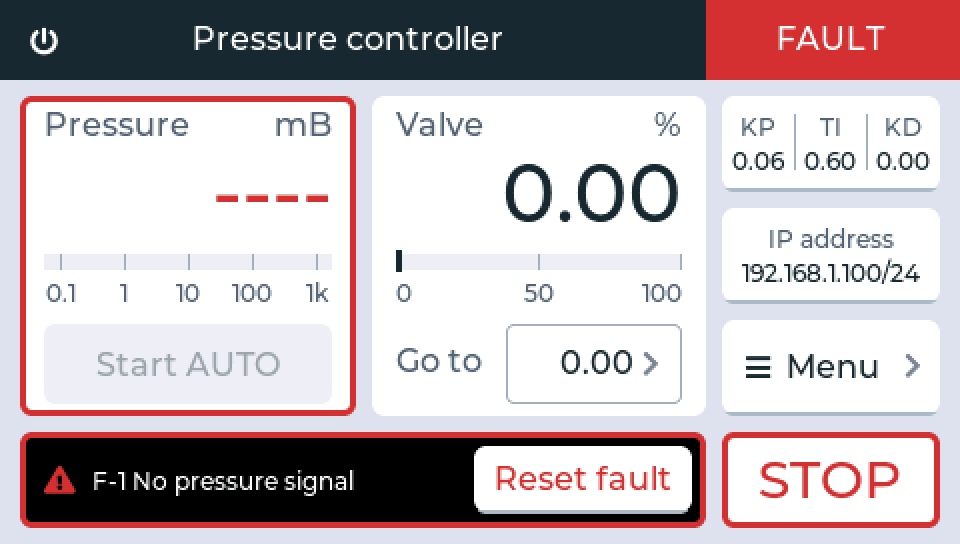 Pressure controller
FAULT
Pressure mB
----
0.1 1 10 100 1k
Start AUTO
Valve %
0.00
0 50 100
Go to 0.00
KP TI KD
0.06 0.60 0.00
IP address
192.168.1.100/24
Menu
F-1 No pressure signal
Reset fault
STOP